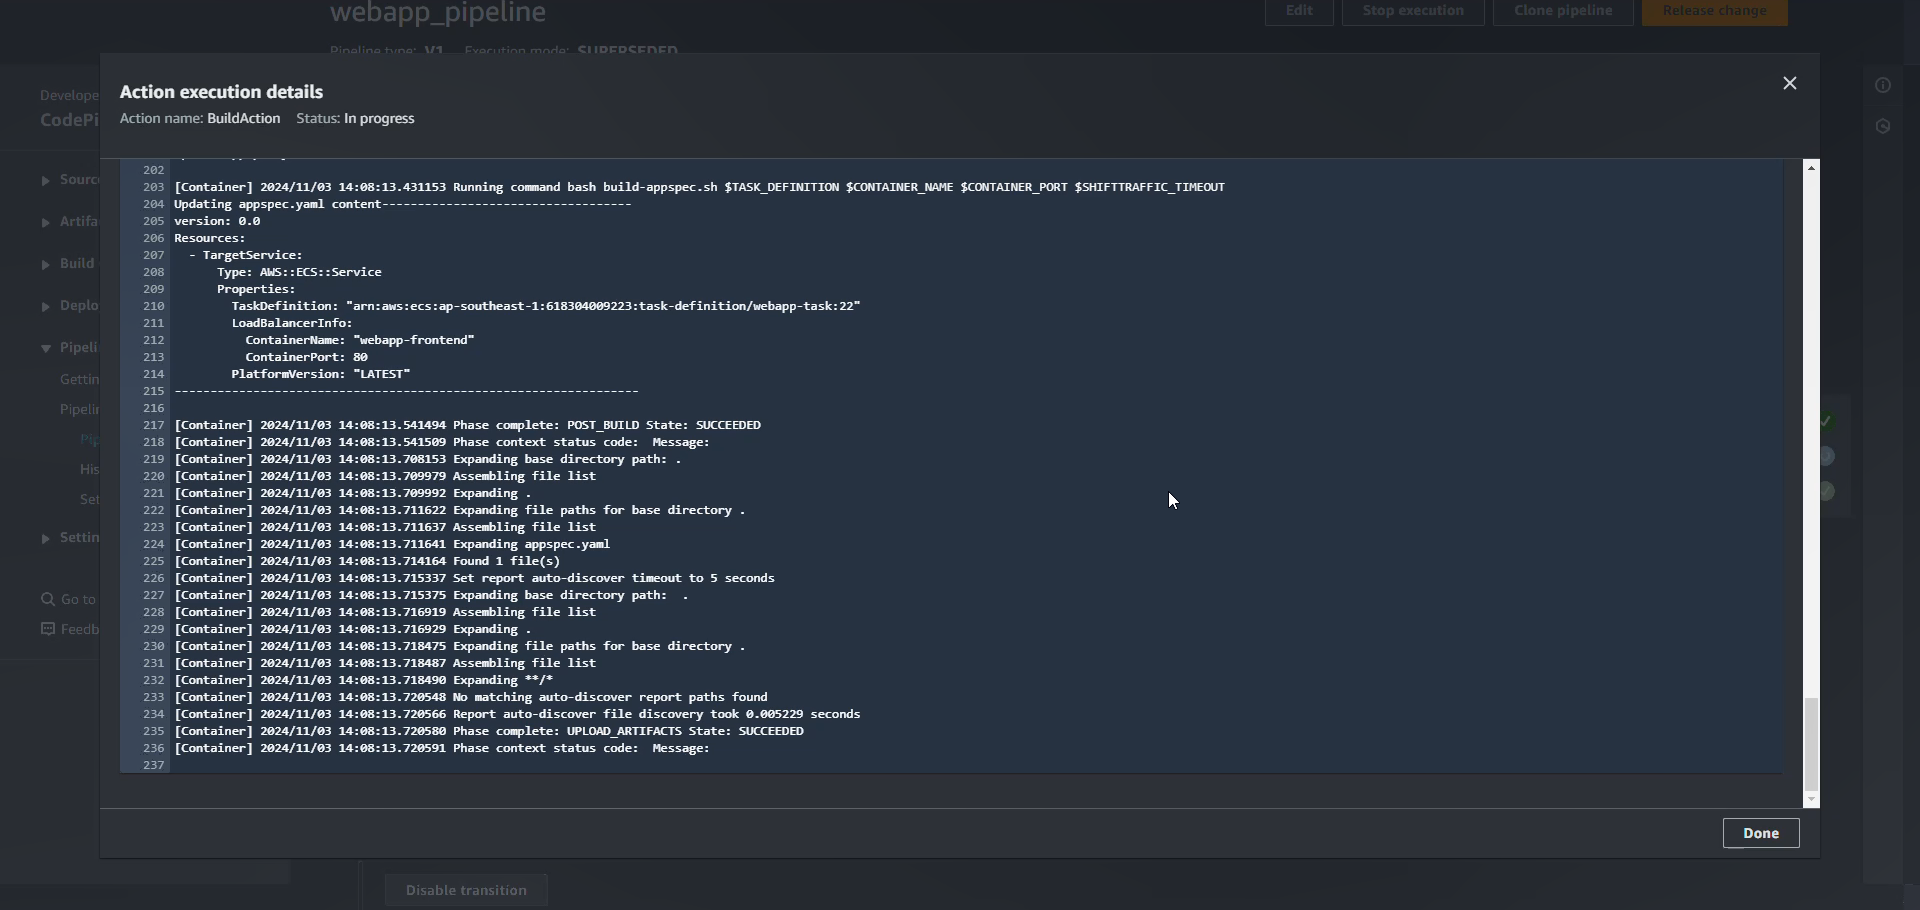 webapp_pipeline
Edit
Stop execution
Clone pipeline
Release change
Pipeline type: V1 Execution mode: SUPERSEDED
Develope
CodePi
Sourc
Artifa
Build
Deplo
Pipeli
Gettin
Pipelin
Pip
His
Set
Settin
Go to
Feedb
Action execution details
Action name: BuildAction Status: In progress
202
203 [Container] 2024/11/03 14:08:13.431153 Running command bash build-appspec.sh $TASK_DEFINITION $CONTAINER_NAME $CONTAINER_PORT $SHIFTTRAFFIC_TIMEOUT
204 Updating appspec.yaml content-----------------------------------
205 version: 0.0
206 Resources:
207 - TargetService:
208 Type: AWS::ECS::Service
209 Properties:
210 TaskDefinition: "arn:aws:ecs:ap-southeast-1:618304009223:task-definition/webapp-task:22"
211 LoadBalancerInfo:
212 ContainerName: "webapp-frontend"
213 ContainerPort: 80
214 PlatformVersion: "LATEST"
215 -----------------------------------------------------------------
216
217 [Container] 2024/11/03 14:08:13.541494 Phase complete: POST_BUILD State: SUCCEEDED
218 [Container] 2024/11/03 14:08:13.541509 Phase context status code: Message:
219 [Container] 2024/11/03 14:08:13.708153 Expanding base directory path: .
220 [Container] 2024/11/03 14:08:13.709979 Assembling file list
221 [Container] 2024/11/03 14:08:13.709992 Expanding .
222 [Container] 2024/11/03 14:08:13.711622 Expanding file paths for base directory .
223 [Container] 2024/11/03 14:08:13.711637 Assembling file list
224 [Container] 2024/11/03 14:08:13.711641 Expanding appspec.yaml
225 [Container] 2024/11/03 14:08:13.714164 Found 1 file(s)
226 [Container] 2024/11/03 14:08:13.715337 Set report auto-discover timeout to 5 seconds
227 [Container] 2024/11/03 14:08:13.715375 Expanding base directory path: .
228 [Container] 2024/11/03 14:08:13.716919 Assembling file list
229 [Container] 2024/11/03 14:08:13.716929 Expanding .
230 [Container] 2024/11/03 14:08:13.718475 Expanding file paths for base directory .
231 [Container] 2024/11/03 14:08:13.718487 Assembling file list
232 [Container] 2024/11/03 14:08:13.718490 Expanding **/*
233 [Container] 2024/11/03 14:08:13.720548 No matching auto-discover report paths found
234 [Container] 2024/11/03 14:08:13.720566 Report auto-discover file discovery took 0.005229 seconds
235 [Container] 2024/11/03 14:08:13.720580 Phase complete: UPLOAD_ARTIFACTS State: SUCCEEDED
236 [Container] 2024/11/03 14:08:13.720591 Phase context status code: Message:
237
Done
Disable transition